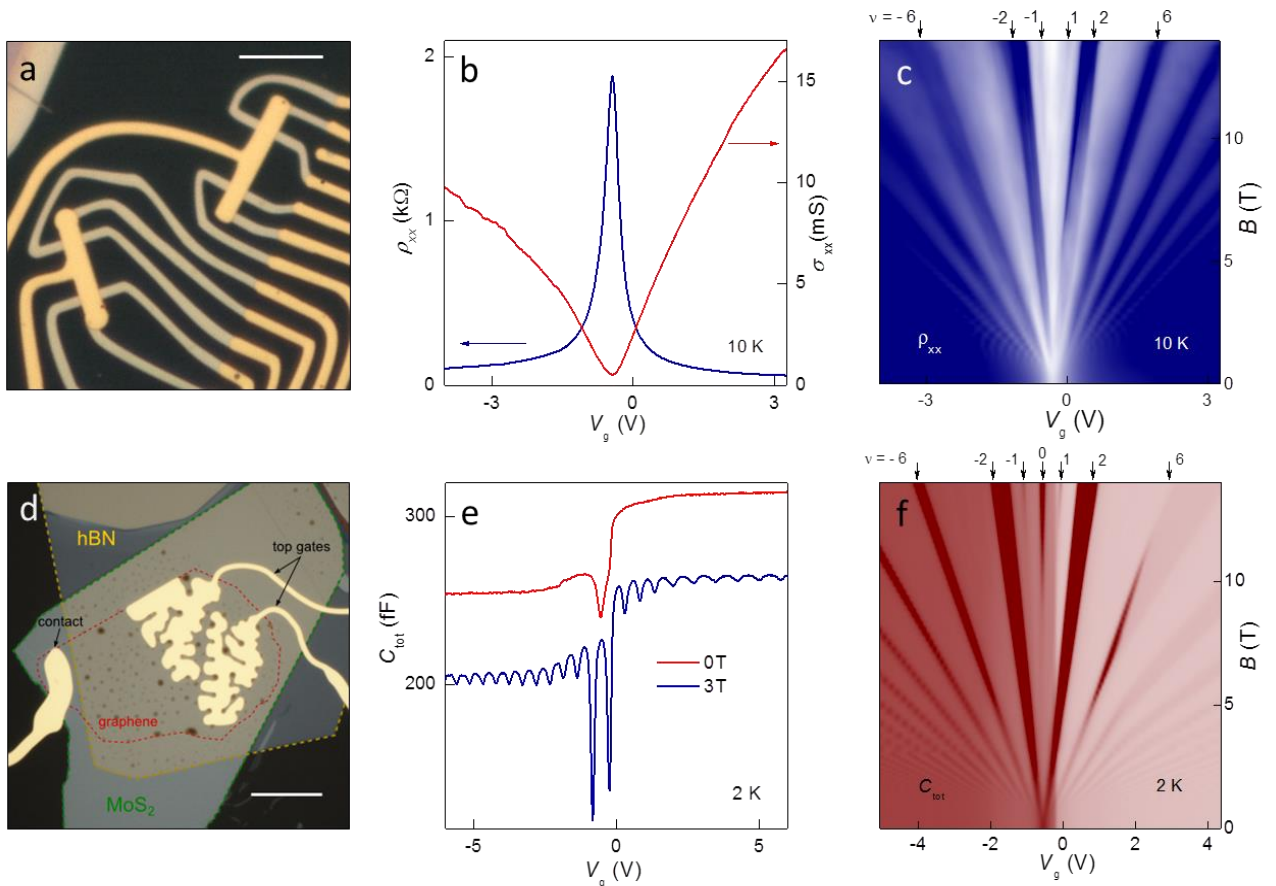 a
b
2
1
0
ρxx (kΩ)
15
10
5
0
σxx (mS)
10 K
-3
0
3
Vg (V)
ν = - 6
-2
-1
1
2
6
c
10
5
0
B (T)
ρxx
10 K
-3
0
3
Vg (V)
d
hBN
top gates
contact
graphene
MoS2
e
300
200
Ctot (fF)
0T
3T
2 K
-5
0
5
Vg (V)
ν = - 6
-2
-1
0
1
2
6
f
10
5
0
B (T)
Ctot
2 K
-4
-2
0
2
4
Vg (V)